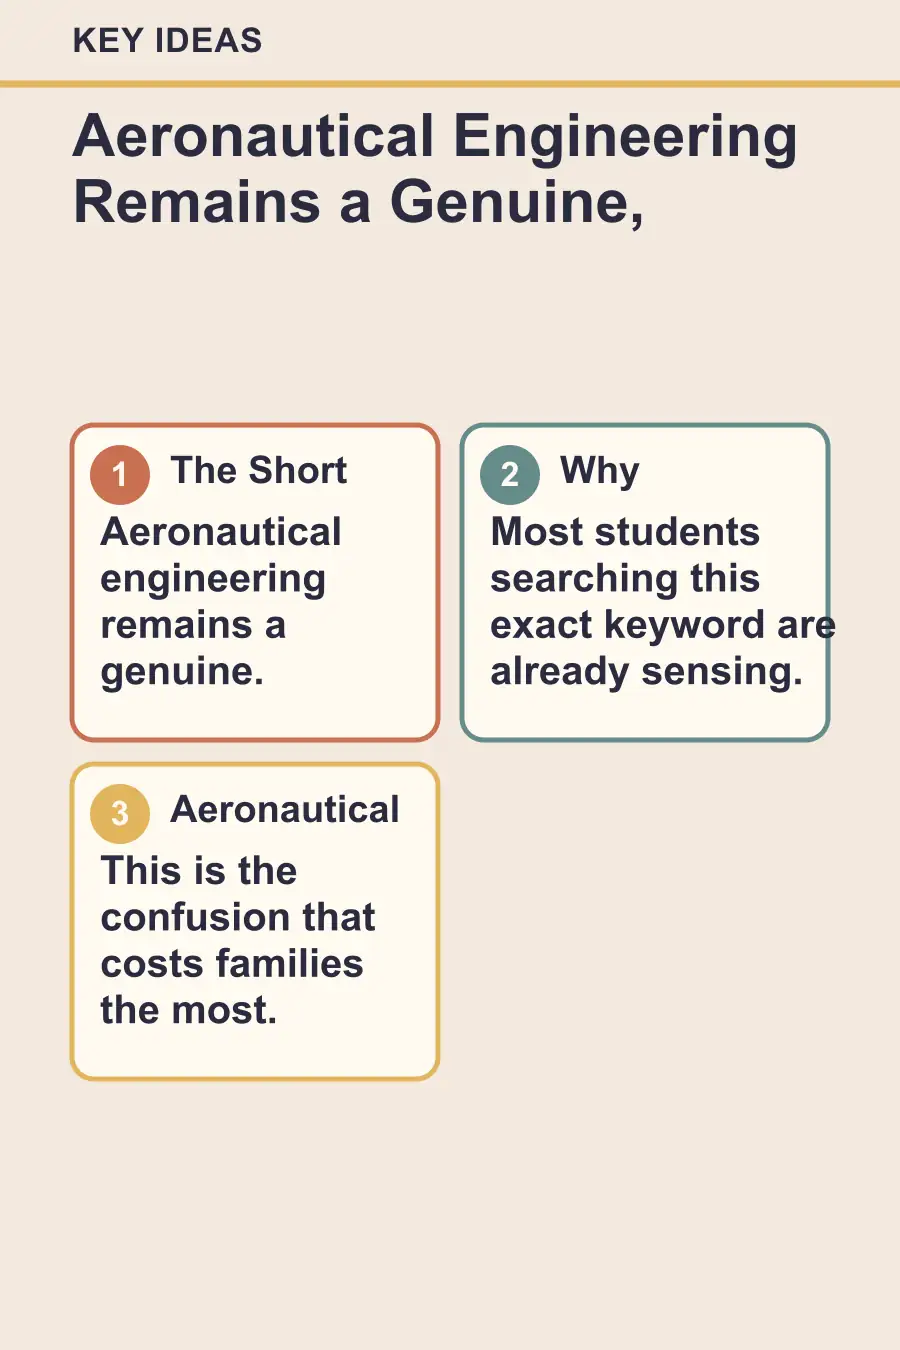 KEY IDEAS
Aeronautical Engineering
Remains a Genuine,
1 The Short
Aeronautical
engineering
remains a
genuine.
2 Why
Most students
searching this
exact keyword are
already sensing.
3 Aeronautical
This is the
confusion that
costs families
the most.